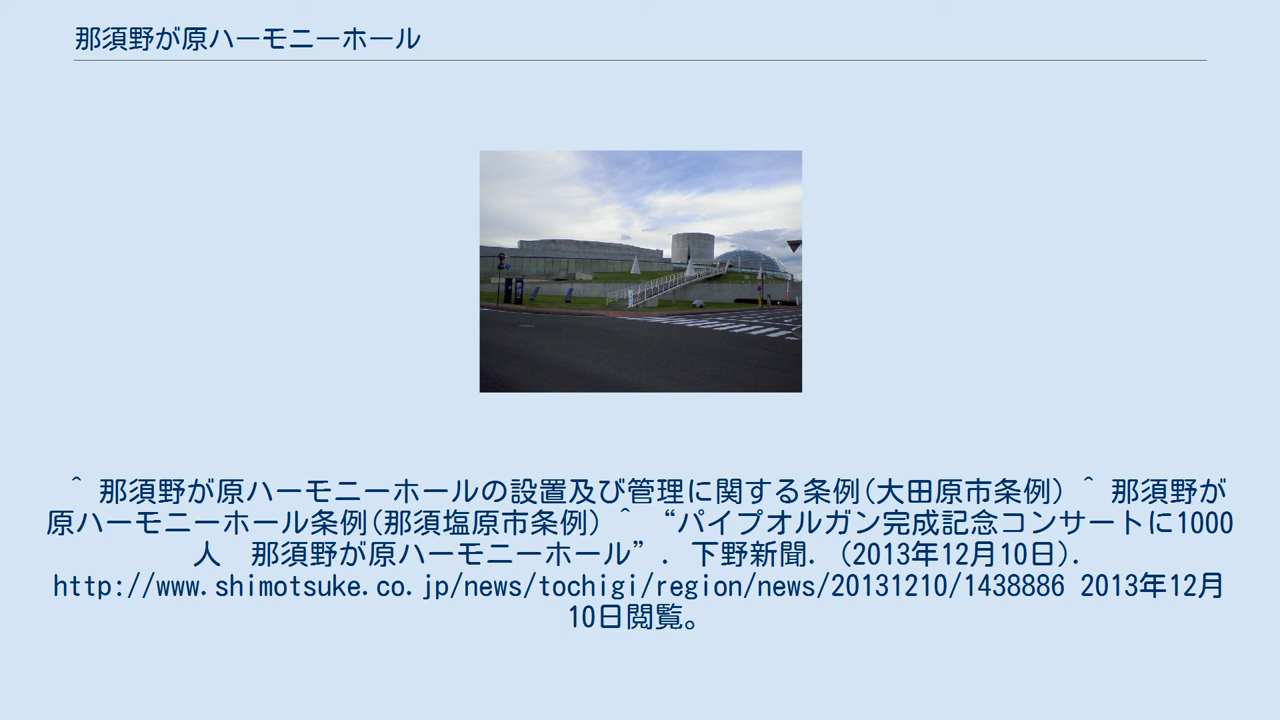 那須野が原ハーモニーホール
^ 那須野が原ハーモニーホールの設置及び管理に関する条例(大田原市条例) ^ 那須野が
原ハーモニーホール条例(那須塩原市条例) ^ “パイプオルガン完成記念コンサートに1000
人　那須野が原ハーモニーホール”. 下野新聞. (2013年12月10日).
http://www.shimotsuke.co.jp/news/tochigi/region/news/20131210/1438886 2013年12月
10日閲覧。